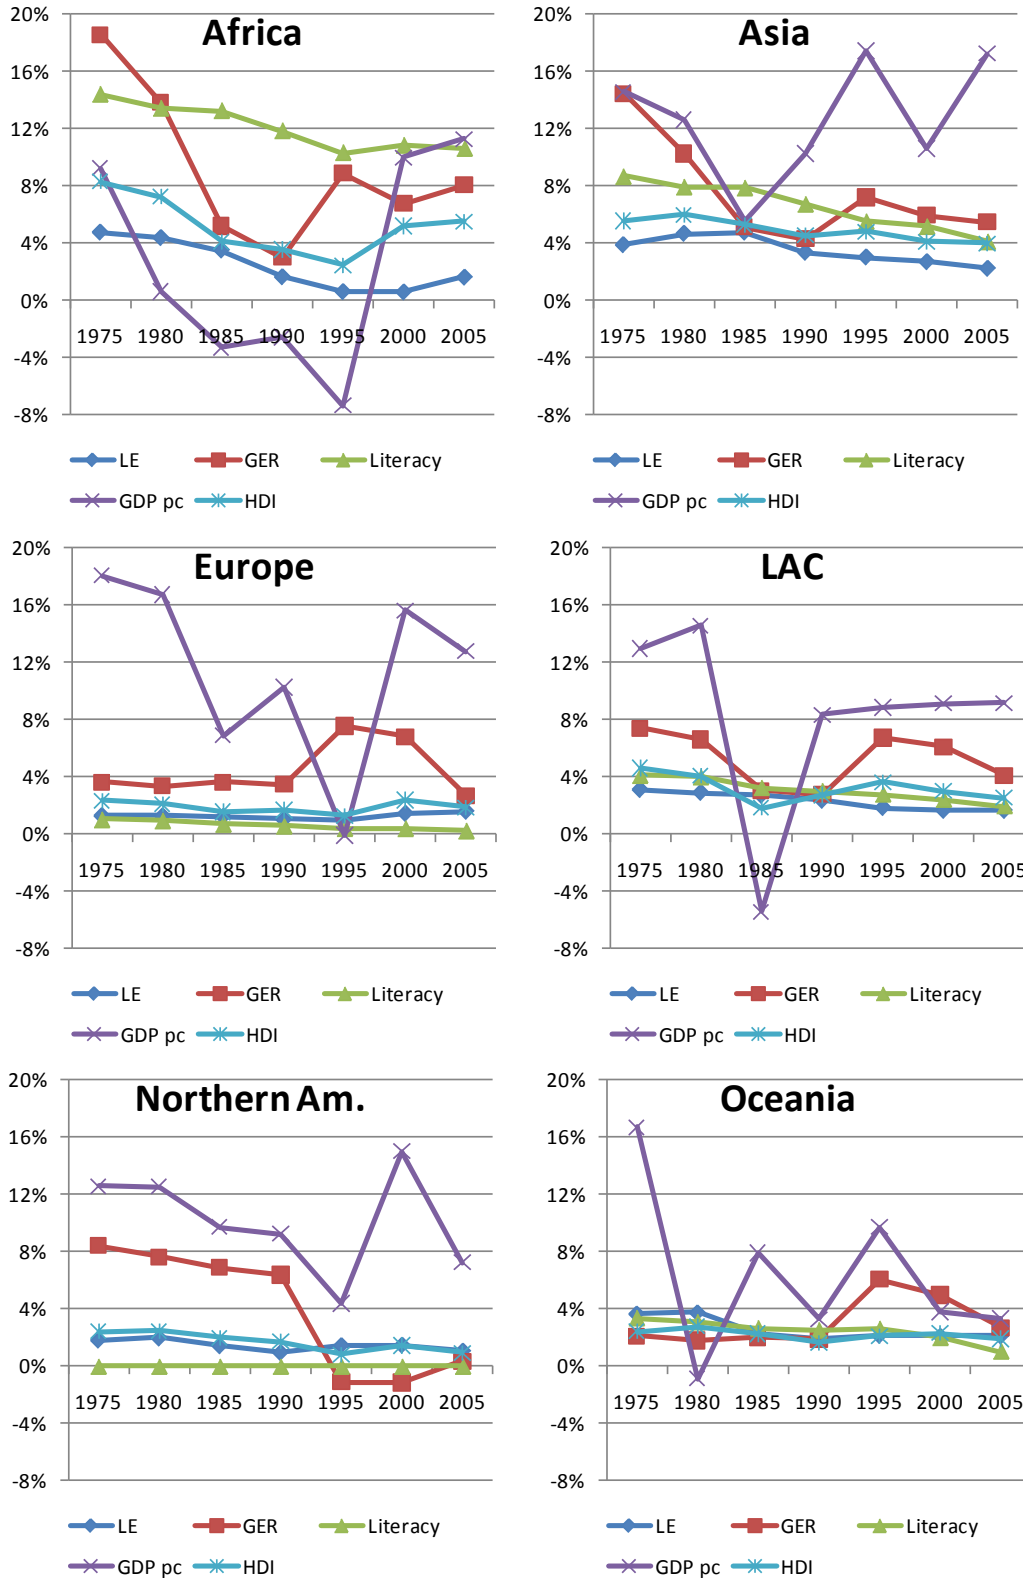 20% Africa
16%
12%
8%
4%
0%
1975 1980 1985 1990 1995 2000 2005
-4%
-8%
LE GER Literacy
GDP pc HDI
20% Asia
16%
12%
8%
4%
0%
1975 1980 1985 1990 1995 2000 2005
-4%
-8%
LE GER Literacy
GDP pc HDI
20%
Europe
16%
12%
8%
4%
0%
1975 1980 1985 1990 1995 2000 2005
-4%
-8%
LE GER Literacy
GDP pc HDI
20%
LAC
16%
12%
8%
4%
0%
1975 1980 1985 1990 1995 2000 2005
-4%
-8%
LE GER Literacy
GDP pc HDI
20%
Northern Am.
16%
12%
8%
4%
0%
1975 1980 1985 1990 1995 2000 2005
-4%
-8%
LE GER Literacy
GDP pc HDI
20%
Oceania
16%
12%
8%
4%
0%
1975 1980 1985 1990 1995 2000 2005
-4%
-8%
LE GER Literacy
GDP pc HDI